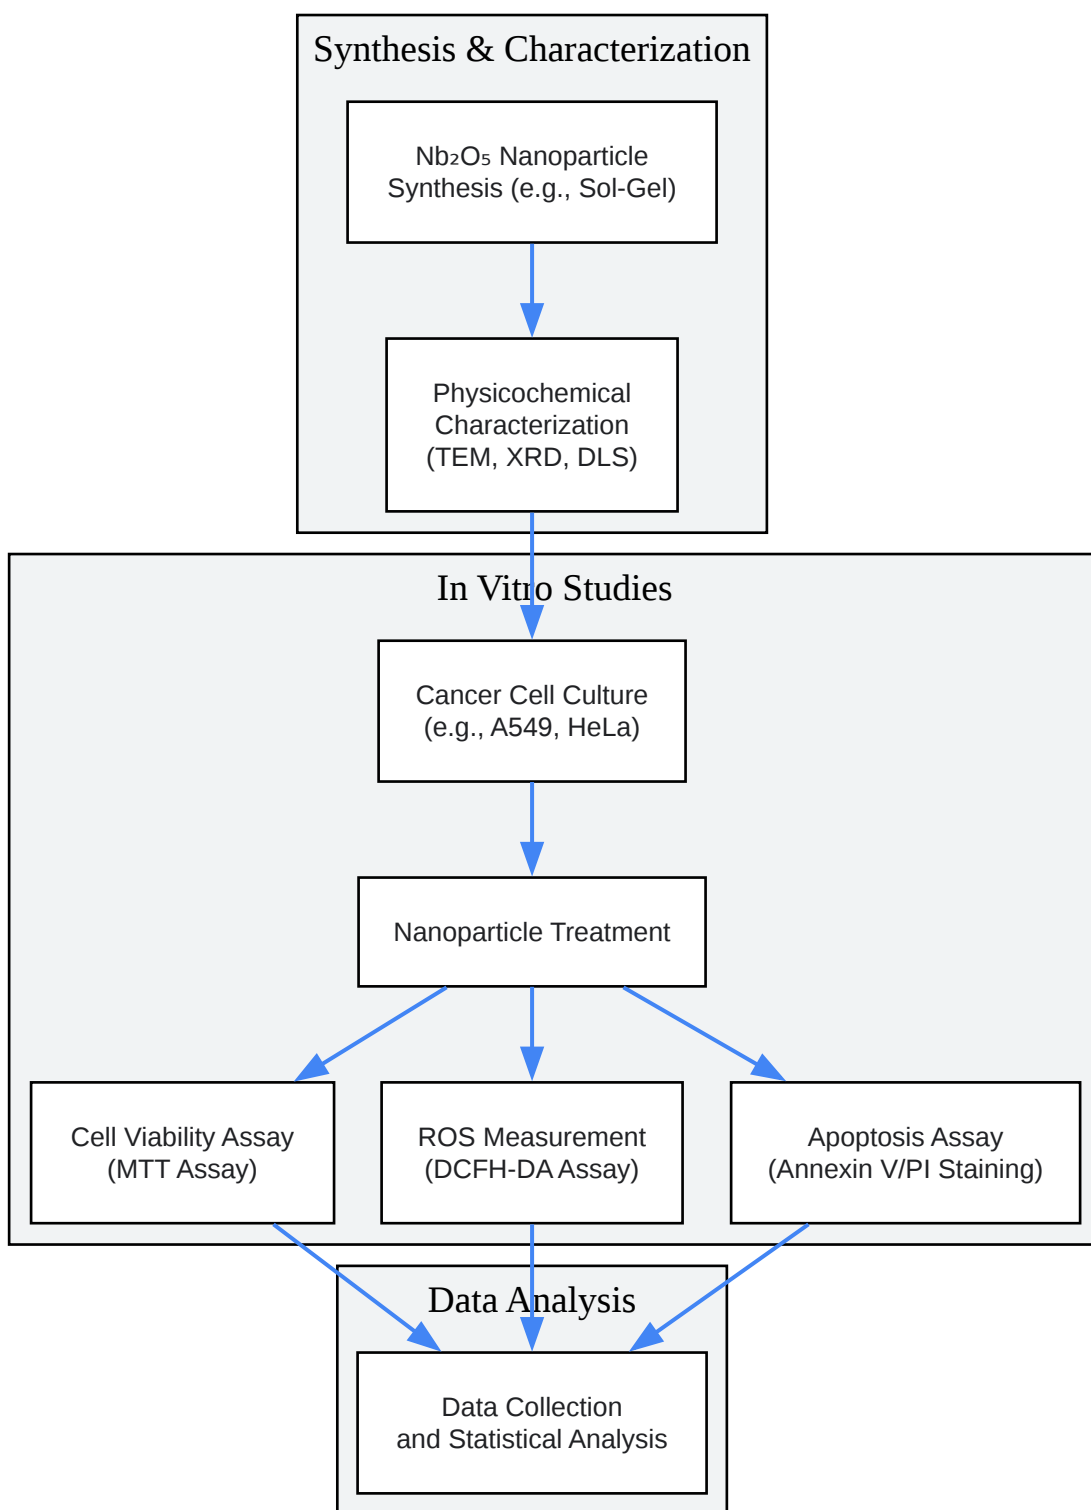 Synthesis & Characterization
Nb₂O₅ Nanoparticle
Synthesis (e.g., Sol-Gel)
Physicochemical
Characterization
(TEM, XRD, DLS)
In Vitro Studies
Cancer Cell Culture
(e.g., A549, HeLa)
Nanoparticle Treatment
Cell Viability Assay
(MTT Assay)
ROS Measurement
(DCFH-DA Assay)
Apoptosis Assay
(Annexin V/PI Staining)
Data Analysis
Data Collection
and Statistical Analysis